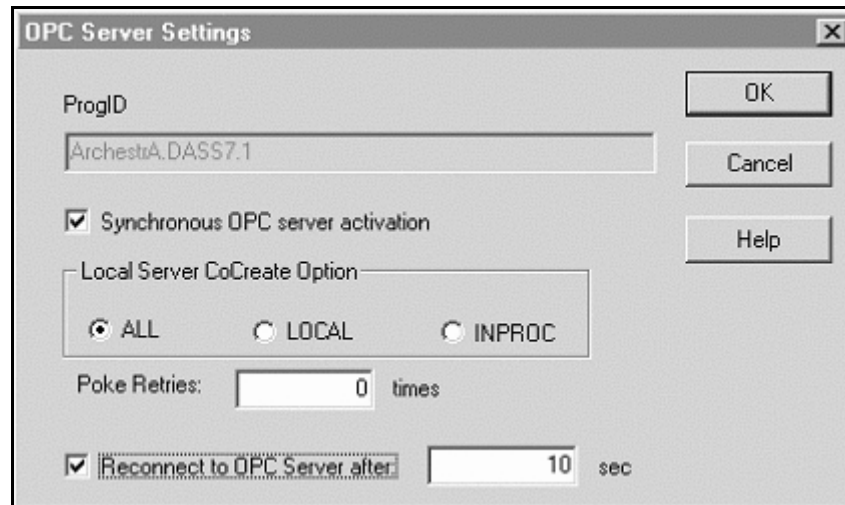 OPC Server Settings
ProgID
ArchestrA.DASS7.1
Synchronous OPC server activation
Local Server CoCreate Option
ALL LOCAL INPROC
Poke Retries: 0 times
Reconnect to OPC Server after: 10 sec
OK
Cancel
Help